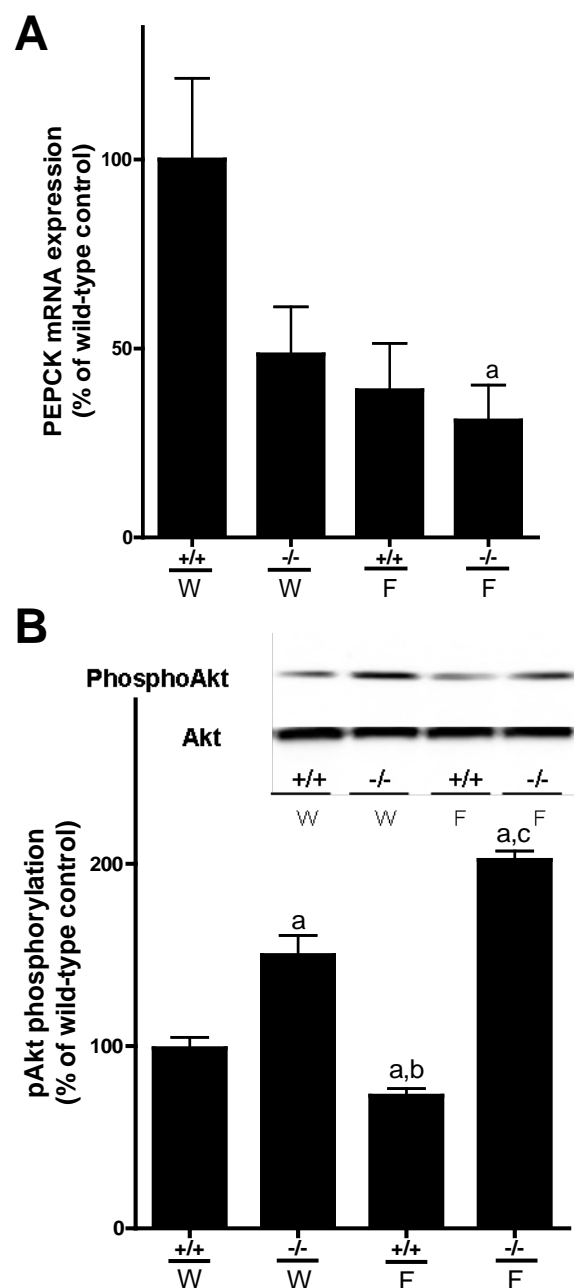 A
PEPCK mRNA expression
(% of wild-type control)
100
50
0
a
+/+ -/- +/+ -/-
W W F F
B
PhosphoAkt
Akt
+/+ -/- +/+ -/-
W W F F
pAkt phosphorylation
(% of wild-type control)
200
100
0
a
a,b
a,c
+/+ -/- +/+ -/-
W W F F